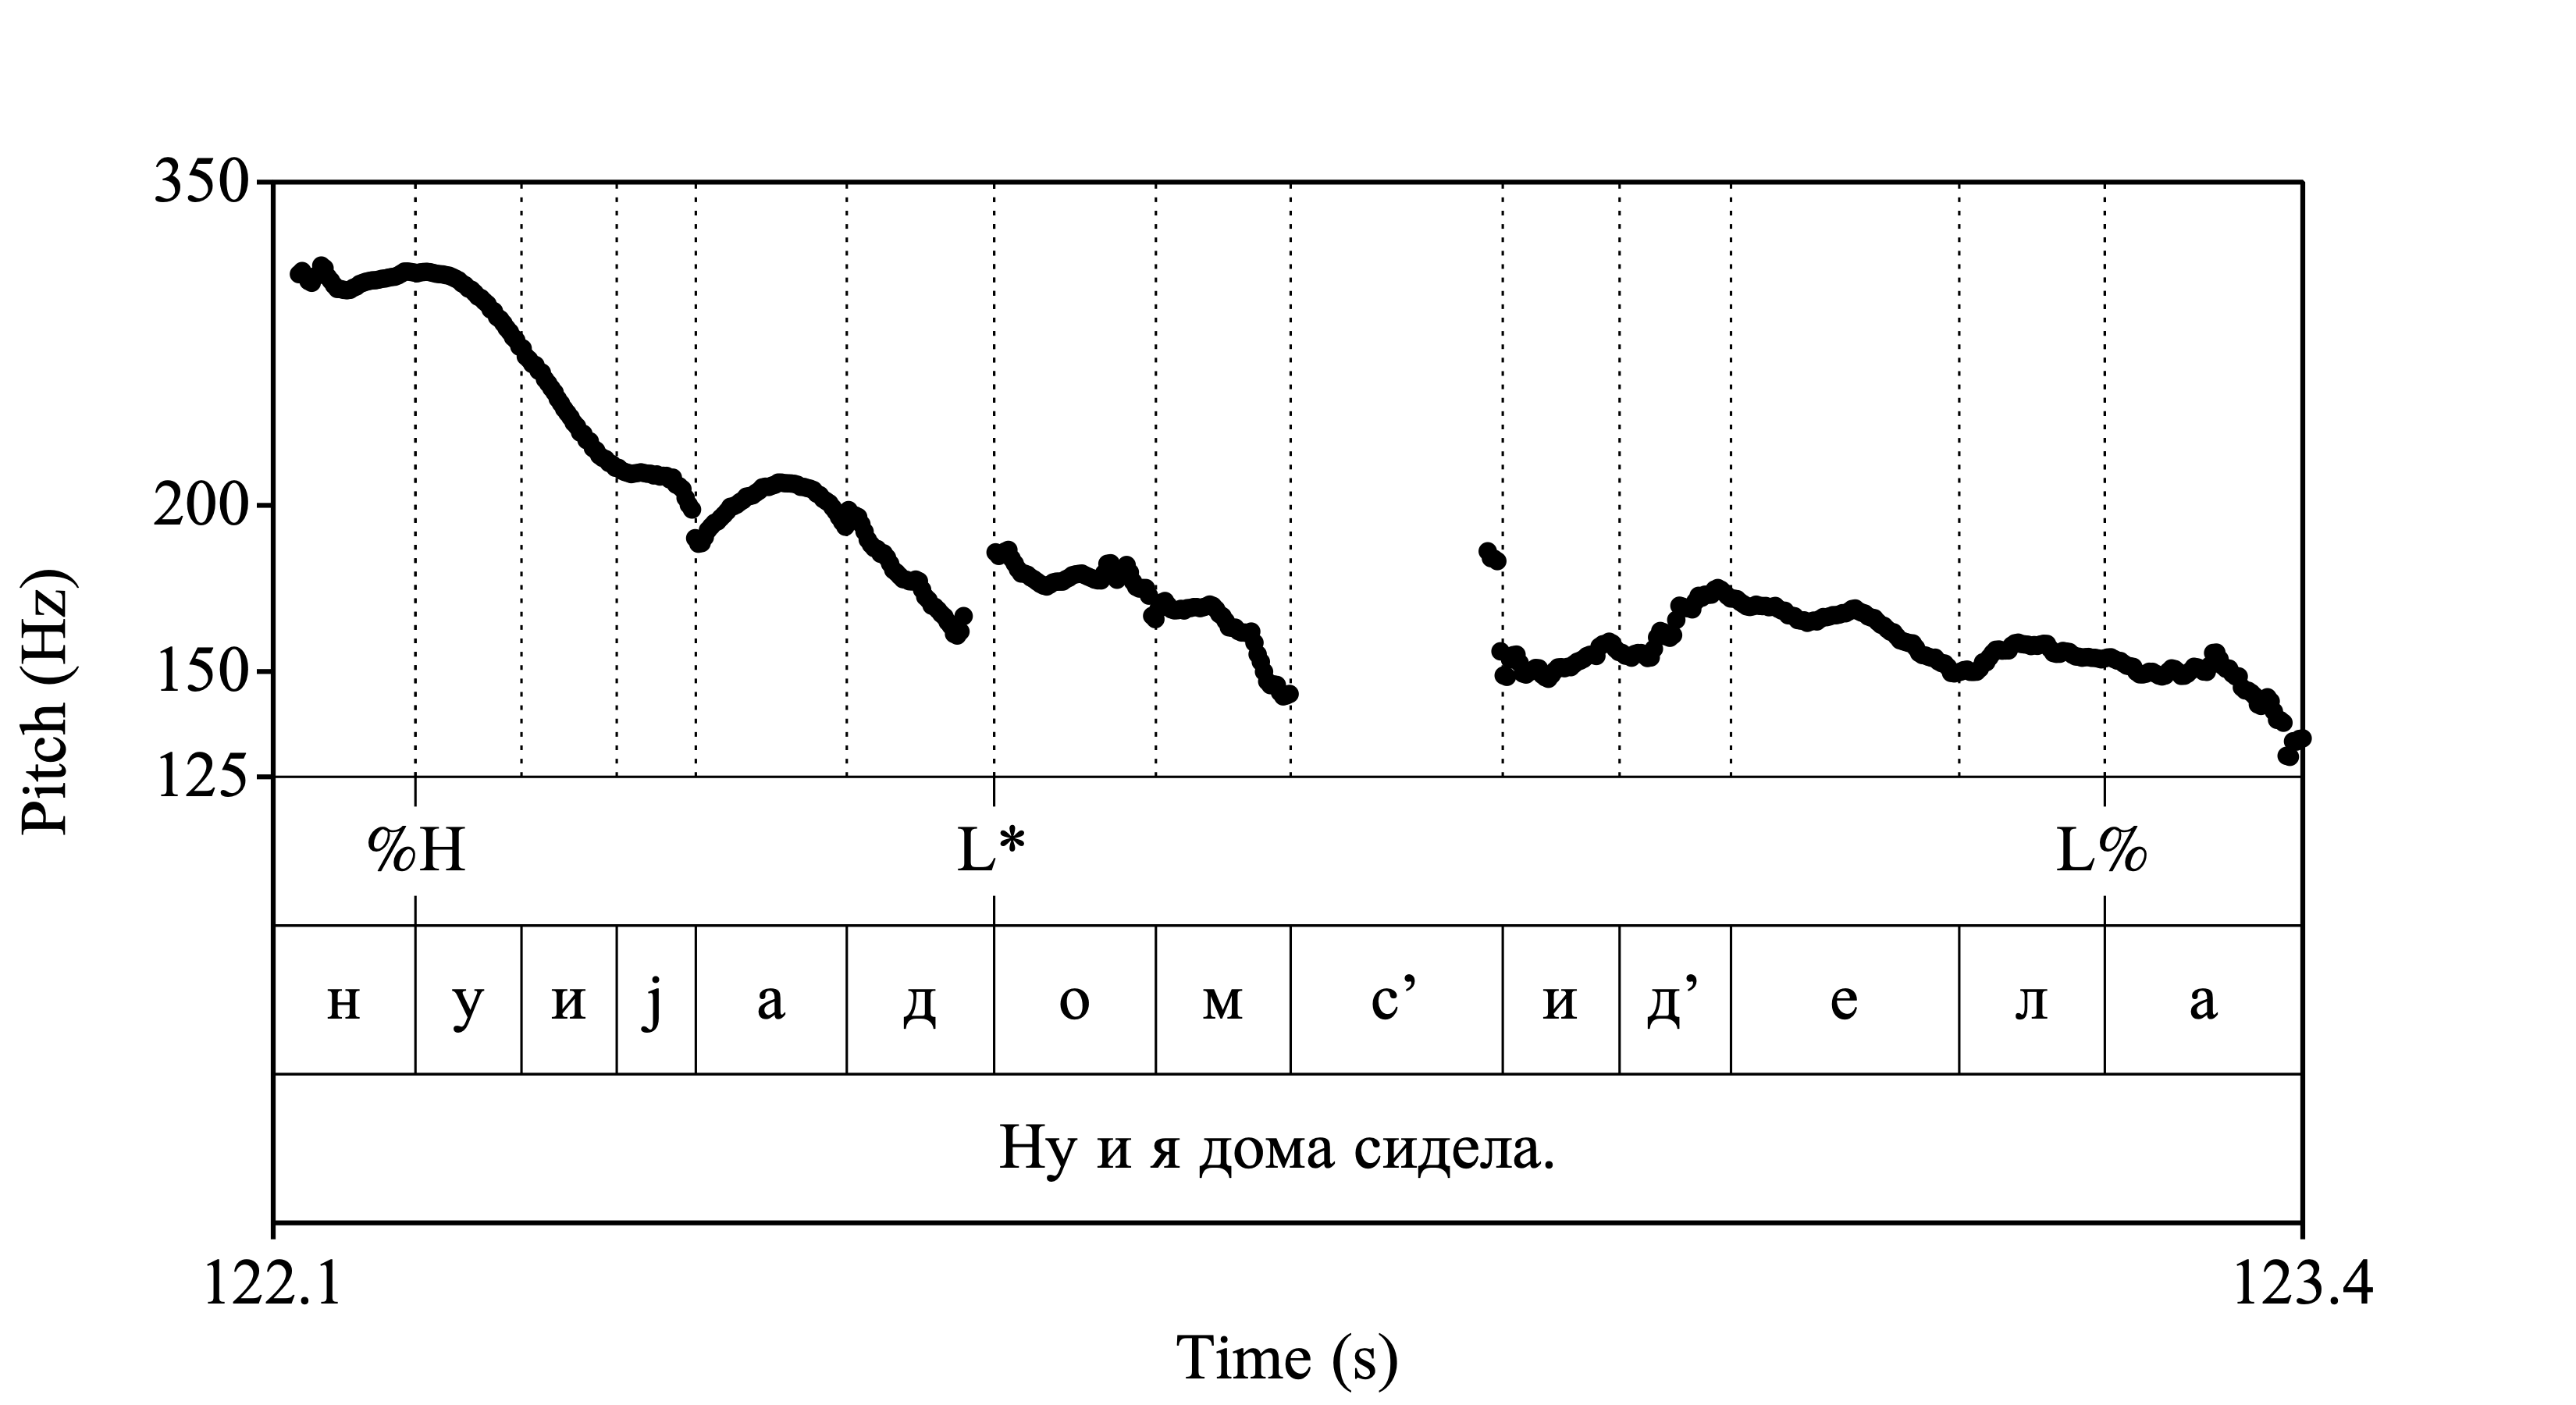 350
200
150
125
Pitch (Hz)
%H L* L%
н у и ј а д о м с’ и д’ е л а
Ну и я дома сидела.
122.1 123.4
Time (s)